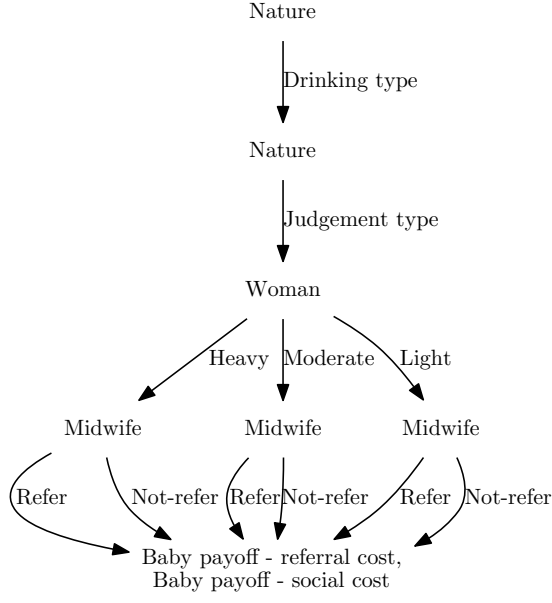 Nature
Drinking type
Nature
Judgement type
Woman
Heavy Moderate Light
Midwife Midwife Midwife
Refer Not-refer Refer Not-refer Refer Not-refer
Baby payoff - referral cost,
Baby payoff - social cost